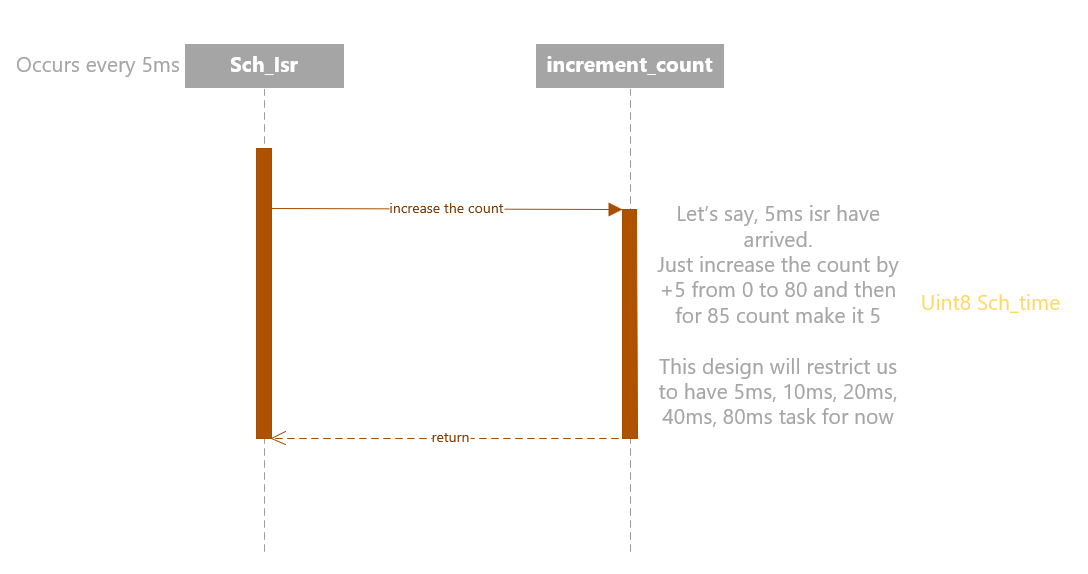 Occurs every 5ms
Sch_Isr
increment_count
increase the count
Let's say, 5ms isr have
arrived.
Just increase the count by
+5 from 0 to 80 and then
for 85 count make it 5
Uint8 Sch_time
This design will restrict us
to have 5ms, 10ms, 20ms,
40ms, 80ms task for now
return